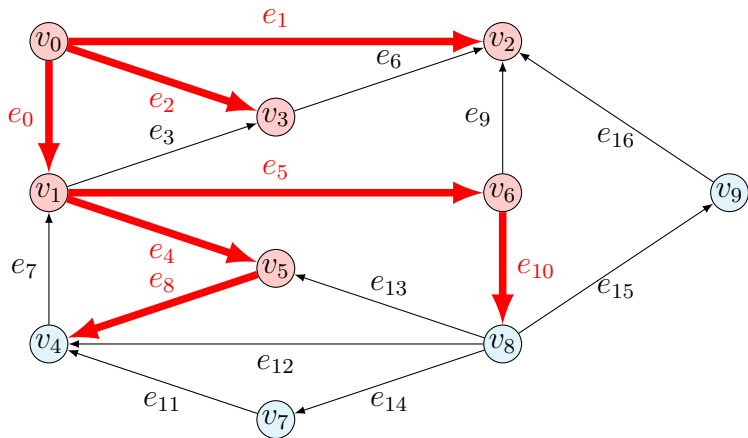 e₁
v₀
v₂
e₆
e₂
e₀
v₃
e₃
e₉
e₁₆
e₅
v₁
v₆
v₉
e₄
e₇
e₈
v₅
e₁₃
e₁₀
e₁₅
v₄
v₈
e₁₂
e₁₁
e₁₄
v₇